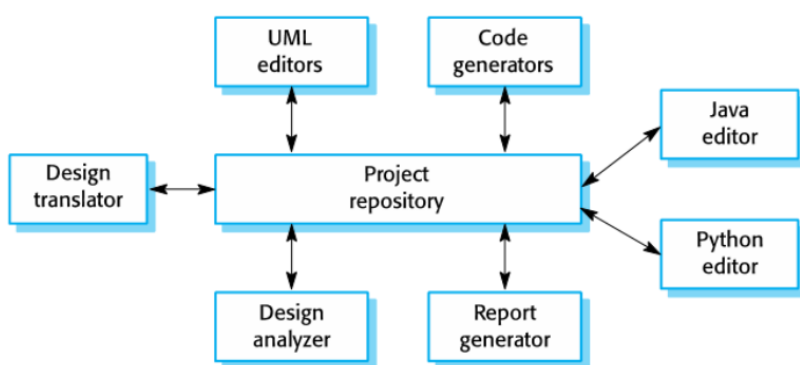 UML
editors
Code
generators
Java
editor
Design
translator
Project
repository
Python
editor
Design
analyzer
Report
generator